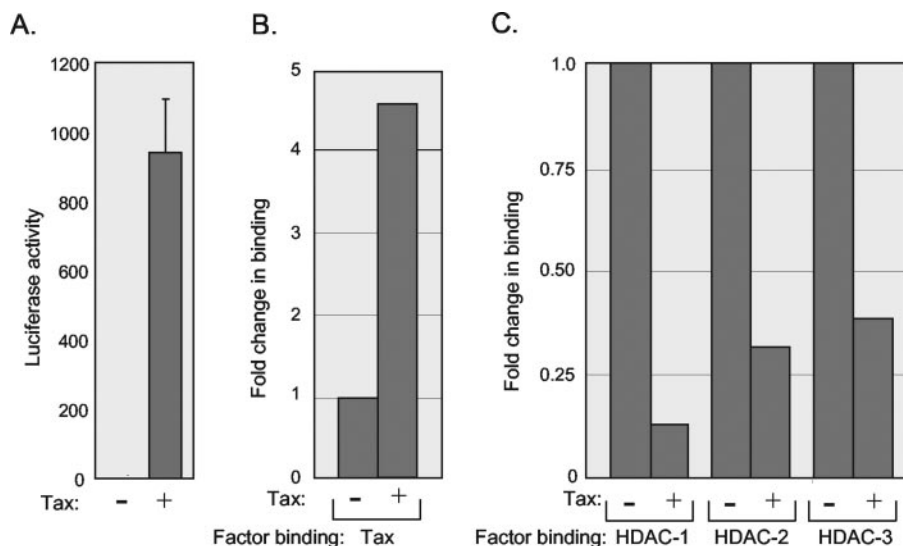 A.
Luciferase activity
1200
1000
800
600
400
200
0
Tax: - +
B.
Fold change in binding
5
4
3
2
1
0
Tax: - +
Factor binding: Tax
C.
Fold change in binding
1.0
0.75
0.50
0.25
0
Tax: - + - + - +
Factor binding: HDAC-1 HDAC-2 HDAC-3